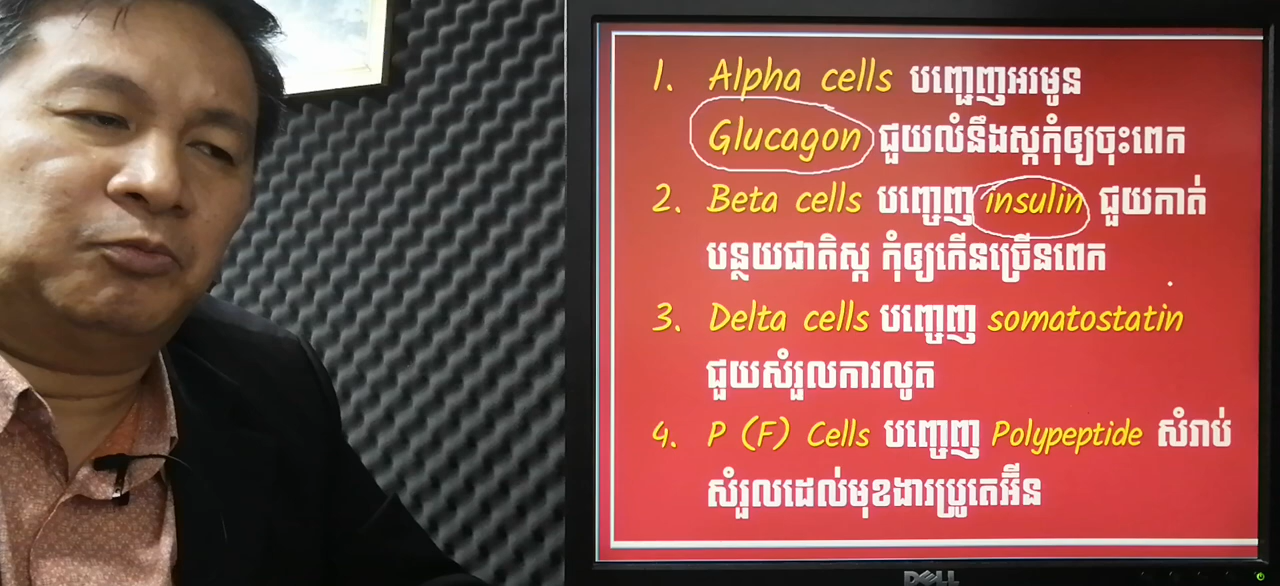 1. Alpha cells បញ្ចេញអរមូន
Glucagon ជួយលំនឹងស្កកុំឲ្យចុះពេក
2. Beta cells បញ្ចេញ insulin ជួយកាត់
បន្ថយជាតិស្ក កុំឲ្យកើនច្រើនពេក
3. Delta cells បញ្ចេញ somatostatin
ជួយសំរួលការលូត
4. P (F) Cells បញ្ចេញ Polypeptide សំរាប់
សំរួលដេល់មុខងារប្រូតេអ៊ីន
DELL